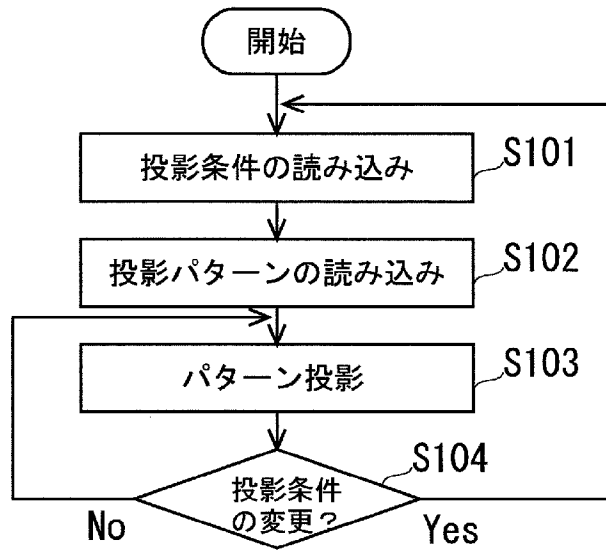 開始
投影条件の読み込み
S101
投影パターンの読み込み
S102
パターン投影
S103
投影条件
の変更?
S104
No
Yes